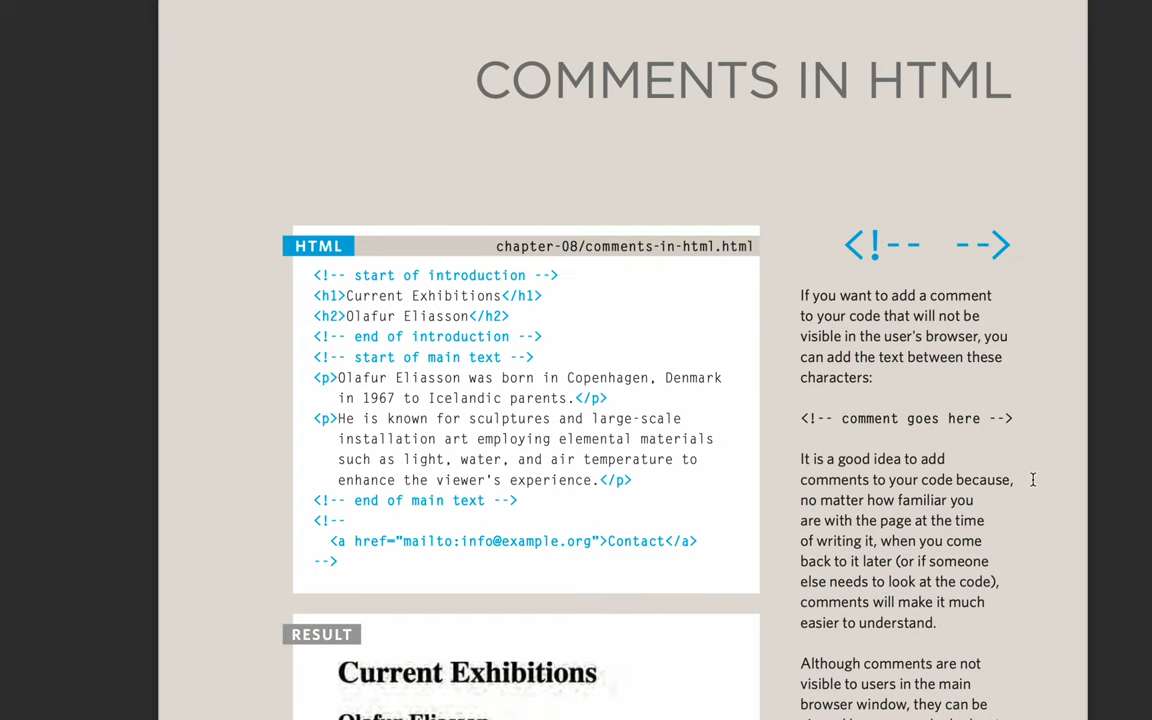 COMMENTS IN HTML
HTML
chapter-08/comments-in-html.html
<!-- start of introduction -->
<h1>Current Exhibitions</h1>
<h2>Olafur Eliasson</h2>
<!-- end of introduction -->
<!-- start of main text -->
<p>Olafur Eliasson was born in Copenhagen, Denmark
in 1967 to Icelandic parents.</p>
<p>He is known for sculptures and large-scale
installation art employing elemental materials
such as light, water, and air temperature to
enhance the viewer's experience.</p>
<!-- end of main text -->
<!--
<a href="mailto:info@example.org">Contact</a>
-->
RESULT
Current Exhibitions
Olafur Eliasson
<!-- -->
If you want to add a comment
to your code that will not be
visible in the user's browser, you
can add the text between these
characters:
<!-- comment goes here -->
It is a good idea to add
comments to your code because,
no matter how familiar you
are with the page at the time
of writing it, when you come
back to it later (or if someone
else needs to look at the code),
comments will make it much
easier to understand.
Although comments are not
visible to users in the main
browser window, they can be